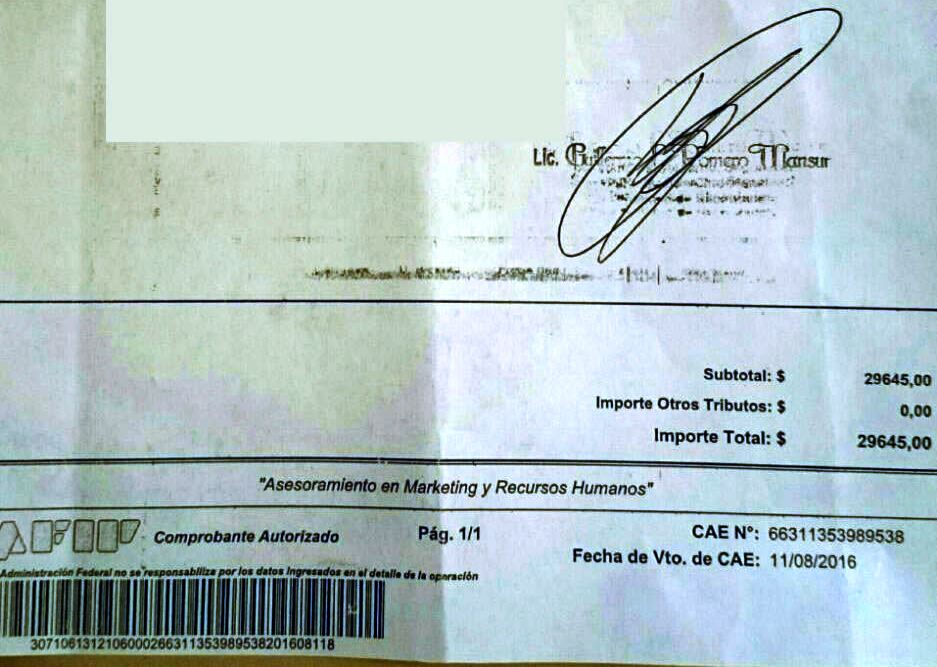 Lic. Romero Mansur
Subtotal: $ 29645,00
Importe Otros Tributos: $ 0,00
Importe Total: $ 29645,00
"Asesoramiento en Marketing y Recursos Humanos"
AFIP Comprobante Autorizado Pág. 1/1 CAE N°: 66311353989538
Fecha de Vto. de CAE: 11/08/2016
Administración Federal no se responsabiliza por los datos ingresados en el detalle de la operación
3071061312106000266311353989538201608118